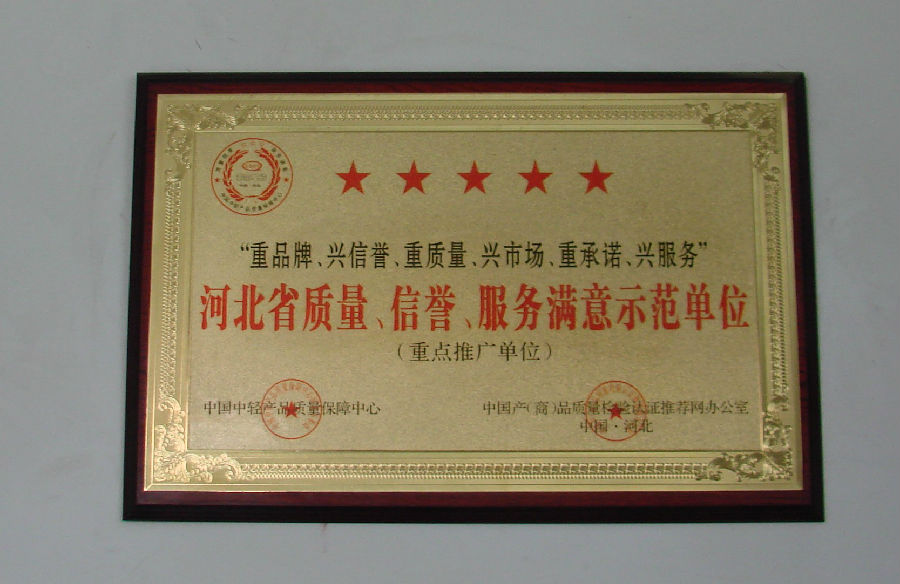 “重品牌、兴信誉、重质量、兴市场、重承诺、兴服务”
河北省质量、信誉、服务满意示范单位
（重点推广单位）
中国中轻产品质量保障中心
中国产（商）品质量检验认证推荐网办公室
中国·河北